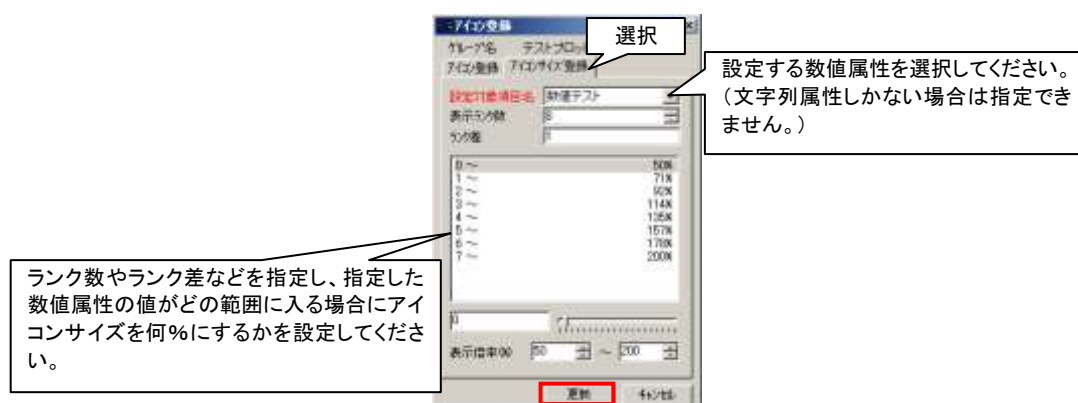 アイコン登録
選択
グループ名 テストプロッ
アイコン登録 アイコンサイズ登録
設定する数値属性を選択してください。
(文字列属性しかない場合は指定でき
ません。)
設定対象項目名 数値テスト
表示ランク数 8
ランク差 1
0 ~ 50%
1 ~ 71%
2 ~ 92%
3 ~ 114%
4 ~ 135%
5 ~ 157%
6 ~ 178%
7 ~ 200%
ランク数やランク差などを指定し、指定した
数値属性の値がどの範囲に入る場合にアイ
コンサイズを何%にするかを設定してくださ
い。
0
表示倍率(%) 50 ~ 200
更新 キャンセル